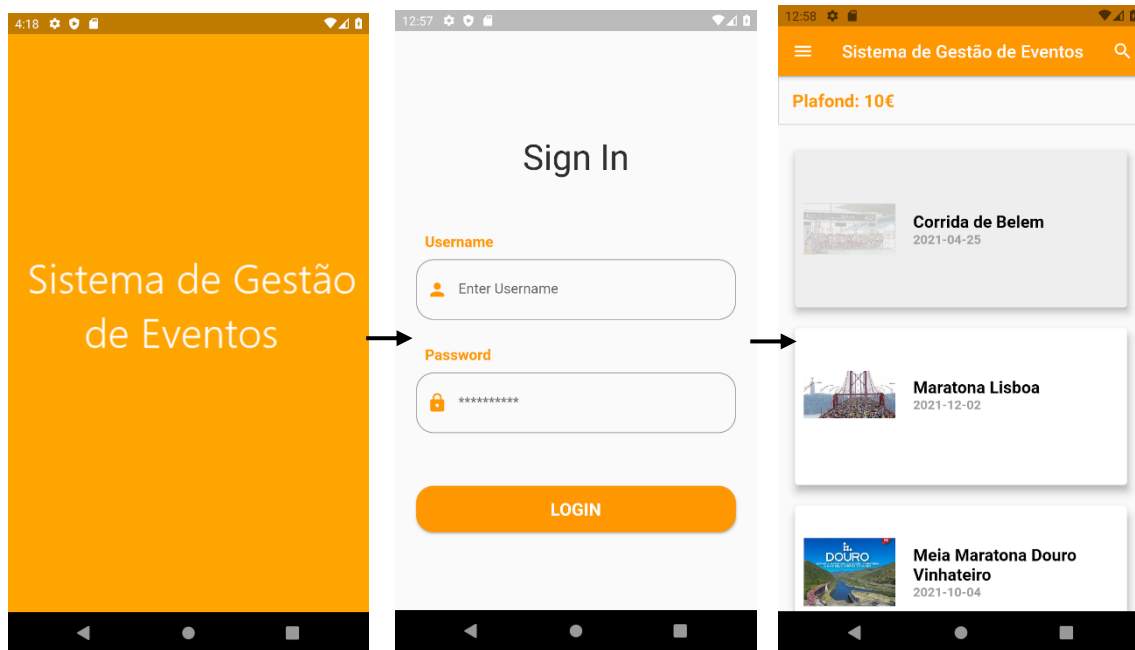 4:18
Sistema de Gestão
de Eventos
12:57
Sign In
Username
Enter Username
Password
**********
LOGIN
12:58
Sistema de Gestão de Eventos
Plafond: 10€
Corrida de Belem
2021-04-25
Maratona Lisboa
2021-12-02
DOURO
Meia Maratona Douro
Vinhateiro
2021-10-04